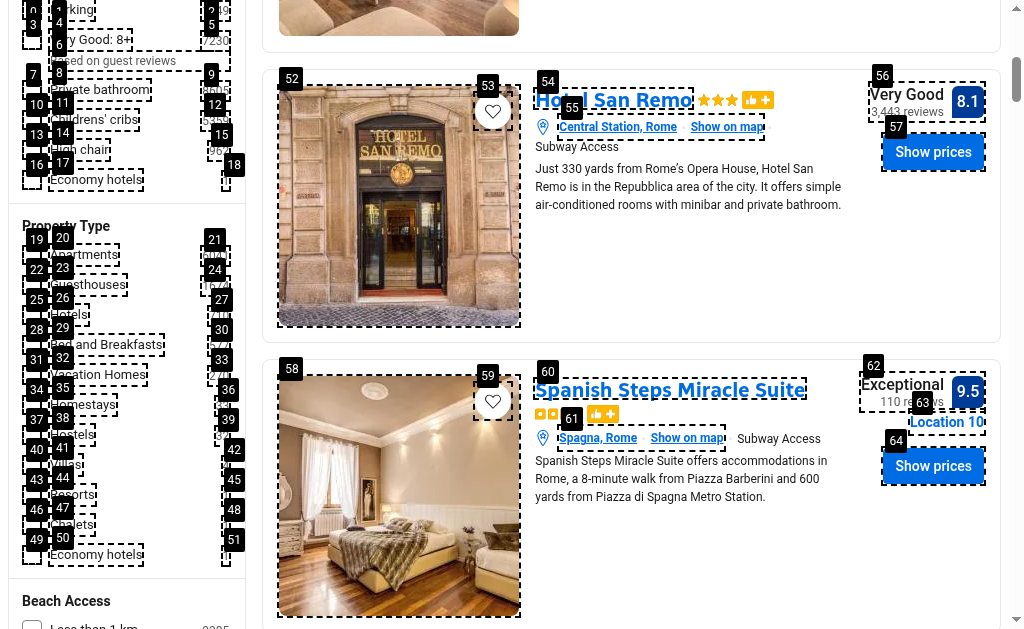 Parking
Very Good: 8+
7230
Based on guest reviews
Private bathroom
8605
Childrens' cribs
5359
High chair
962
Economy hotels
1
Property Type
Apartments
Guesthouses
Hotels
Bed and Breakfasts
Vacation Homes
Homestays
Hostels
Villas
Resorts
Chalets
Economy hotels
1
Beach Access
Less than 1 km
HOTEL
SAN REMO
Hotel San Remo
Central Station, Rome · Show on map ·
Subway Access
Just 330 yards from Rome's Opera House, Hotel San
Remo is in the Repubblica area of the city. It offers simple
air-conditioned rooms with minibar and private bathroom.
Very Good
3,443 reviews
8.1
Show prices
Spanish Steps Miracle Suite
Spagna, Rome · Show on map · Subway Access
Spanish Steps Miracle Suite offers accommodations in
Rome, a 8-minute walk from Piazza Barberini and 600
yards from Piazza di Spagna Metro Station.
Exceptional
110 reviews
9.5
Location 10
Show prices
0
1
2
3
4
5
6
7
8
9
10
11
12
13
14
15
16
17
18
19
20
21
22
23
24
25
26
27
28
29
30
31
32
33
34
35
36
37
38
39
40
41
42
43
44
45
46
47
48
49
50
51
52
53
54
55
56
57
58
59
60
61
62
63
64